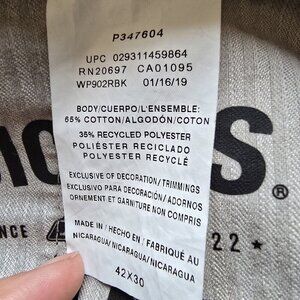 P347604
UPC 029311459864
RN20697 CA01095
WP902RBK 01/16/19
BODY/CUERPO/L'ENSEMBLE:
65% COTTON/ALGODÓN/COTON
35% RECYCLED POLYESTER
POLIÉSTER RECICLADO
POLYESTER RECYCLÉ
EXCLUSIVE OF DECORATION/TRIMMINGS
EXCLUSIVO PARA DECORACIÓN/ADORNOS
ORNEMENT ET GARNITURE NON COMPRIS
MADE IN / HECHO EN / FABRIQUÉ AU
NICARAGUA/NICARAGUA/NICARAGUA
42X30
S
NCE
22